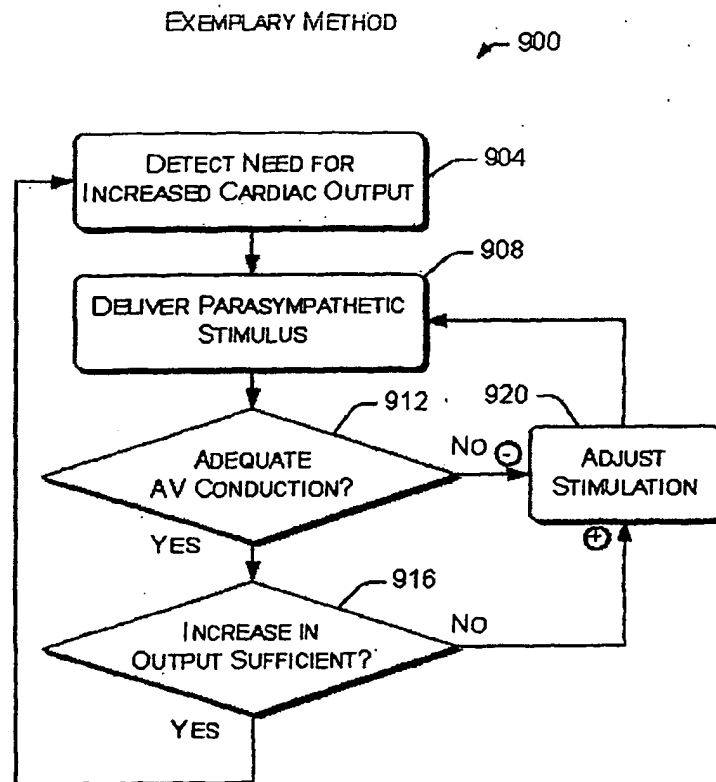 EXEMPLARY METHOD
900
DETECT NEED FOR
INCREASED CARDIAC OUTPUT
904
908
DELIVER PARASYMPATHETIC
STIMULUS
912
920
ADEQUATE
AV CONDUCTION?
NO -
ADJUST
STIMULATION
+
YES
916
INCREASE IN
OUTPUT SUFFICIENT?
NO
YES